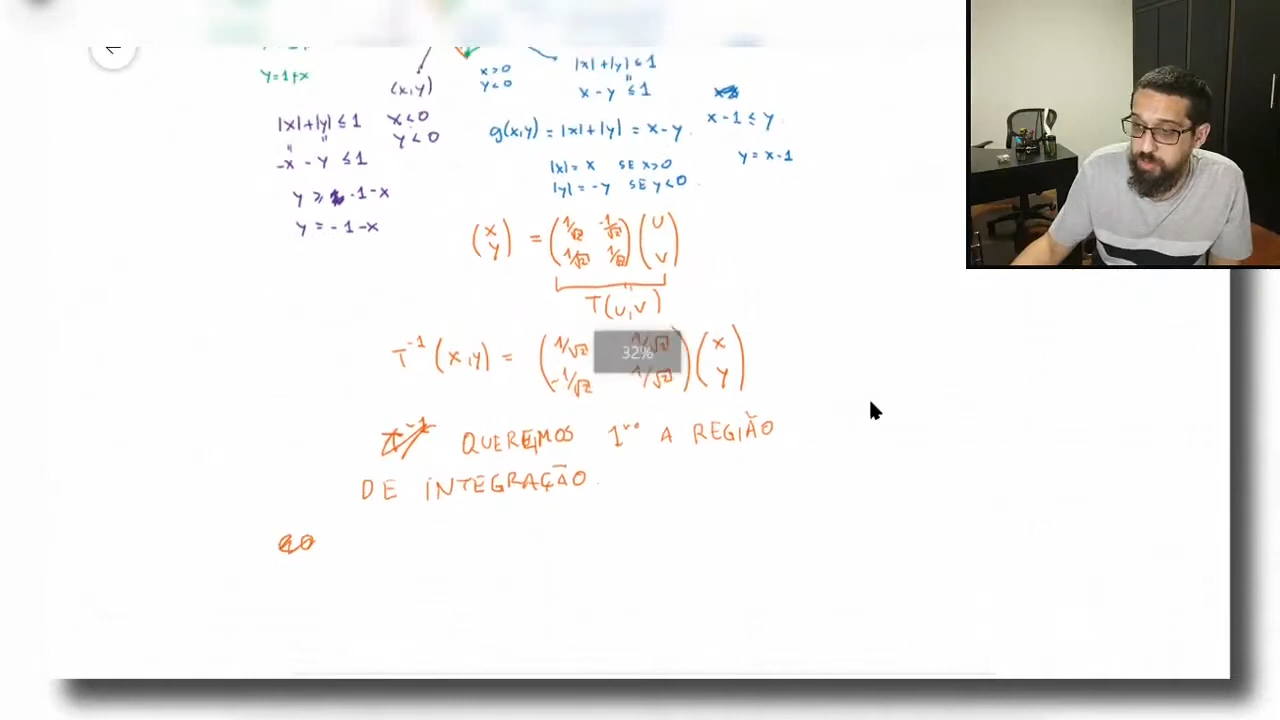 y=1+x
(x,y)
x>0
y<0
|x|+|y|≤1
"
x-y ≤1
|x|+|y|≤1
" "
-x - y ≤1
y ≥ -1-x
y = -1-x
x<0
y<0
g(x,y) = |x|+|y| = x-y
|x| = x SE x>0
|y| = -y SE y<0
x-1 ≤ y
y = x-1
(x y) = (1/√2 -1/√2 1/√2 1/√2) (u v)
T(u,v)
T⁻¹(x,y) = (1/√2 1/√2 -1/√2 1/√2) (x y)
32%
QUEREMOS 1º A REGIÃO
DE INTEGRAÇÃO.